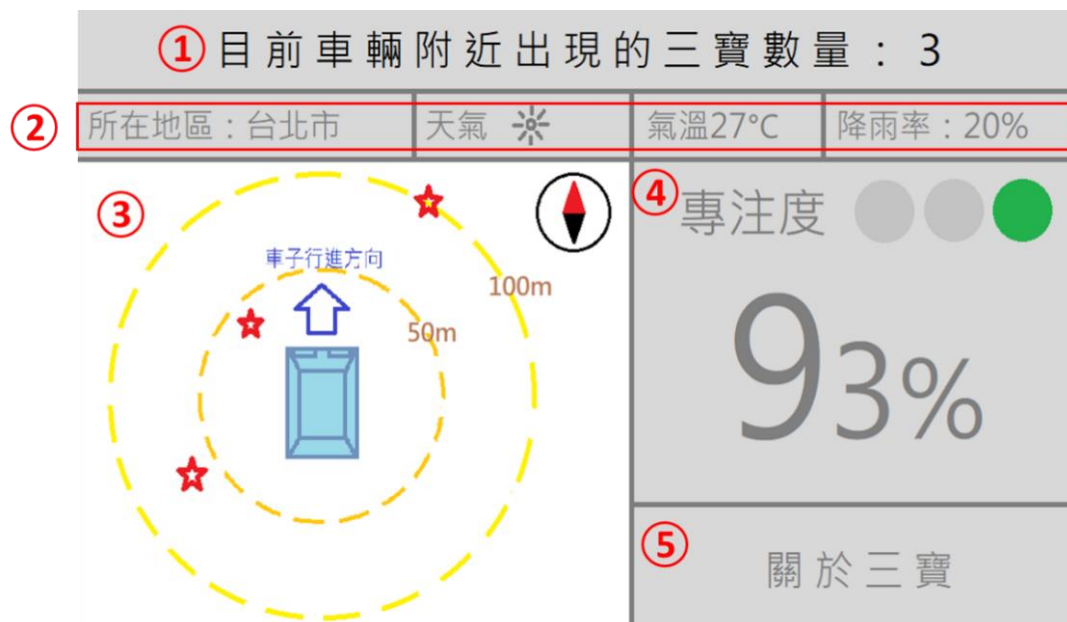 ① 目前車輛附近出現的三寶數量：3
② 所在地區：台北市 天氣 氣溫27°C 降雨率：20%
③
車子行進方向
100m
50m
④ 專注度
93%
⑤ 關於三寶